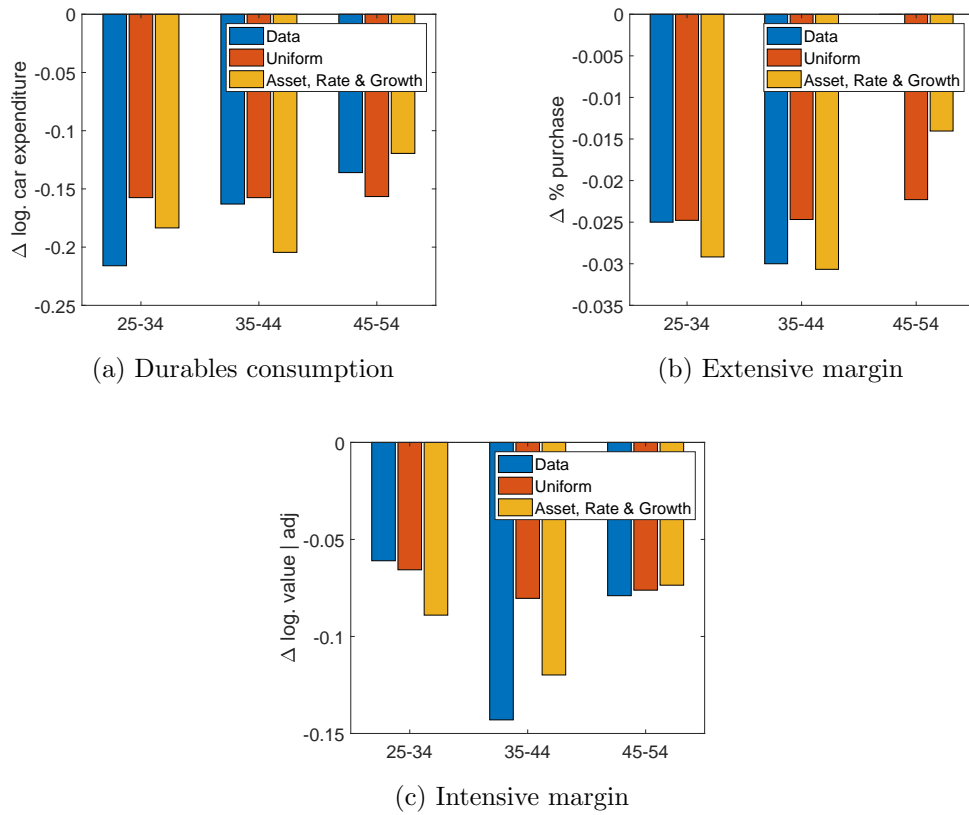 Δ log. car expenditure
0
-0.05
-0.1
-0.15
-0.2
-0.25
Data
Uniform
Asset, Rate & Growth
25-34
35-44
45-54
(a) Durables consumption
Δ % purchase
0
-0.005
-0.01
-0.015
-0.02
-0.025
-0.03
-0.035
Data
Uniform
Asset, Rate & Growth
25-34
35-44
45-54
(b) Extensive margin
Δ log. value | adj
0
-0.05
-0.1
-0.15
Data
Uniform
Asset, Rate & Growth
25-34
35-44
45-54
(c) Intensive margin